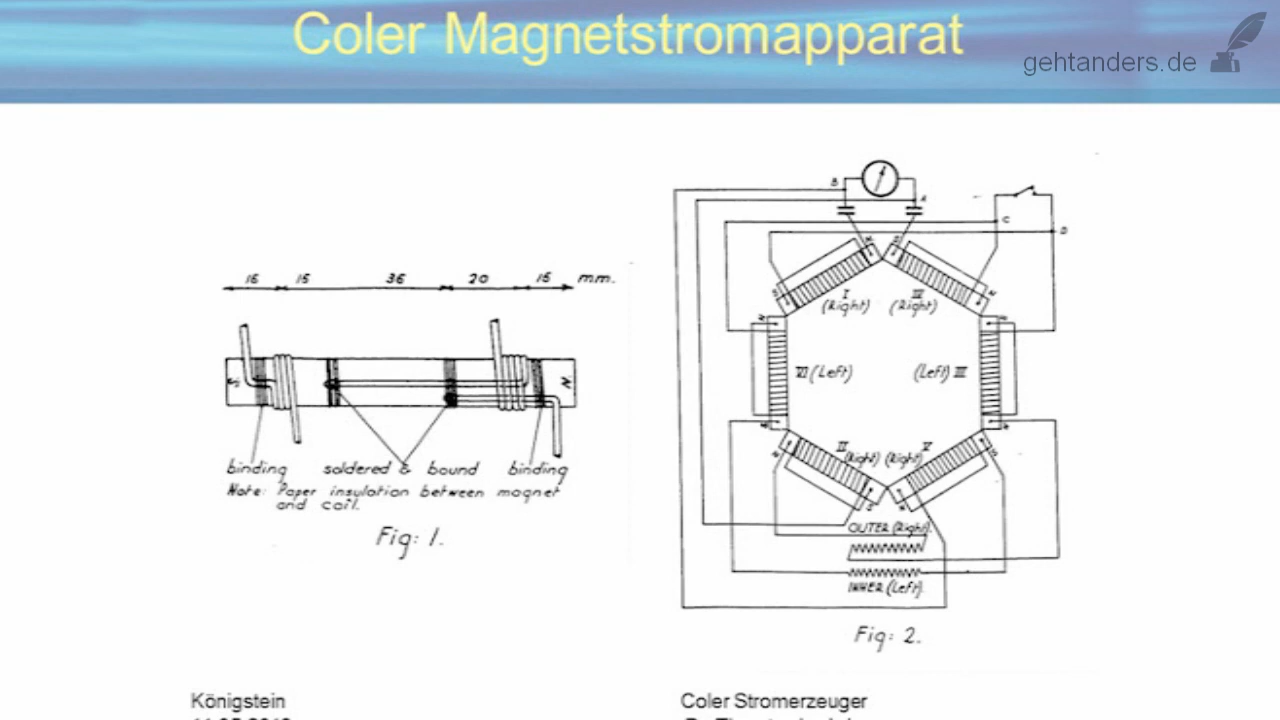 Coler Magnetstromapparat
gehtanders.de
16 15 36 20 15 mm.
S N
binding soldered & bound binding
Note: Paper insulation between magnet
and coil.
Fig: 1.
B
A
C
D
I
(Right)
(Right)
VI (Left)
(Left) III
II
(Right)
V
(Right)
OUTER (Right).
INNER (Left).
Fig: 2.
Königstein
Coler Stromerzeuger